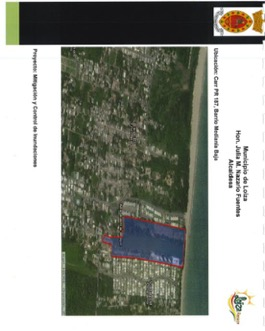 Municipio de Loíza
Hon. Julia M. Nazario Fuentes
Alcaldesa
Ubicación: Carr PR 187, Barrio Mediania Baja
Proyecto: Mitigación y Control de Inundaciones